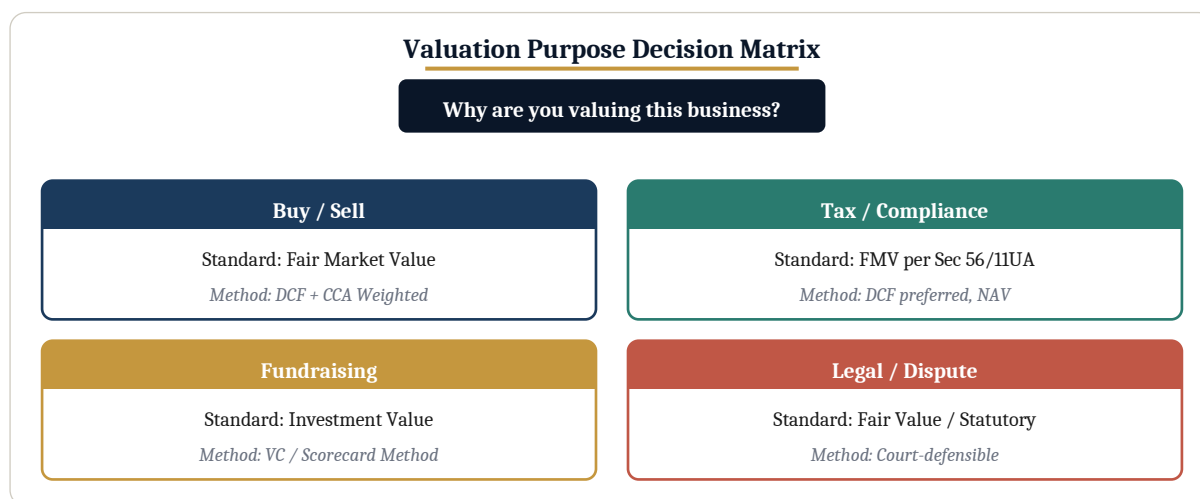 Valuation Purpose Decision Matrix
Why are you valuing this business?
Buy / Sell
Standard: Fair Market Value
Method: DCF + CCA Weighted
Tax / Compliance
Standard: FMV per Sec 56/11UA
Method: DCF preferred, NAV
Fundraising
Standard: Investment Value
Method: VC / Scorecard Method
Legal / Dispute
Standard: Fair Value / Statutory
Method: Court-defensible